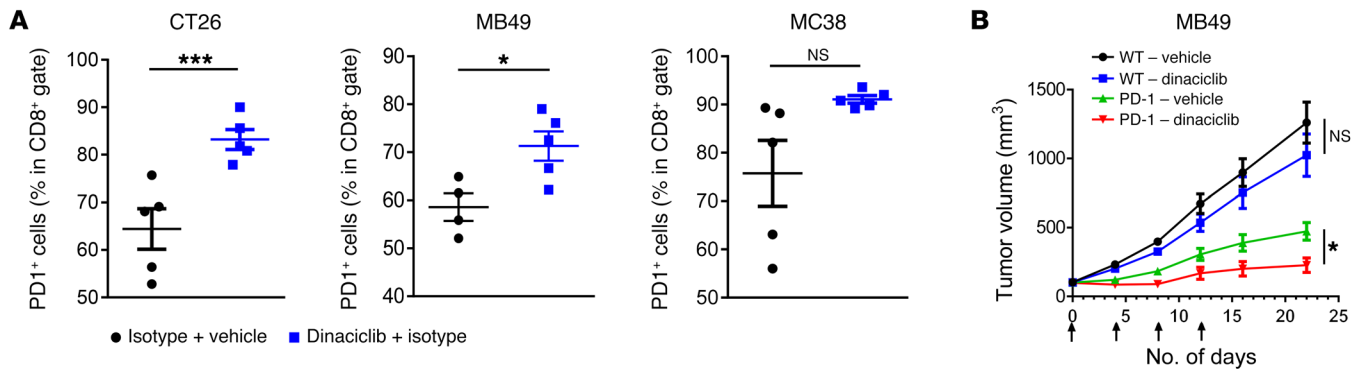 A
CT26
PD1⁺ cells (% in CD8⁺ gate)
100
90
80
70
60
50
***
MB49
PD1⁺ cells (% in CD8⁺ gate)
90
80
70
60
50
40
*
MC38
PD1⁺ cells (% in CD8⁺ gate)
100
90
80
70
60
50
NS
Isotype + vehicle
Dinaciclib + isotype
B
MB49
WT – vehicle
WT – dinaciclib
PD-1 – vehicle
PD-1 – dinaciclib
Tumor volume (mm³)
1500
1000
500
0
NS
*
0 5 10 15 20 25
No. of days